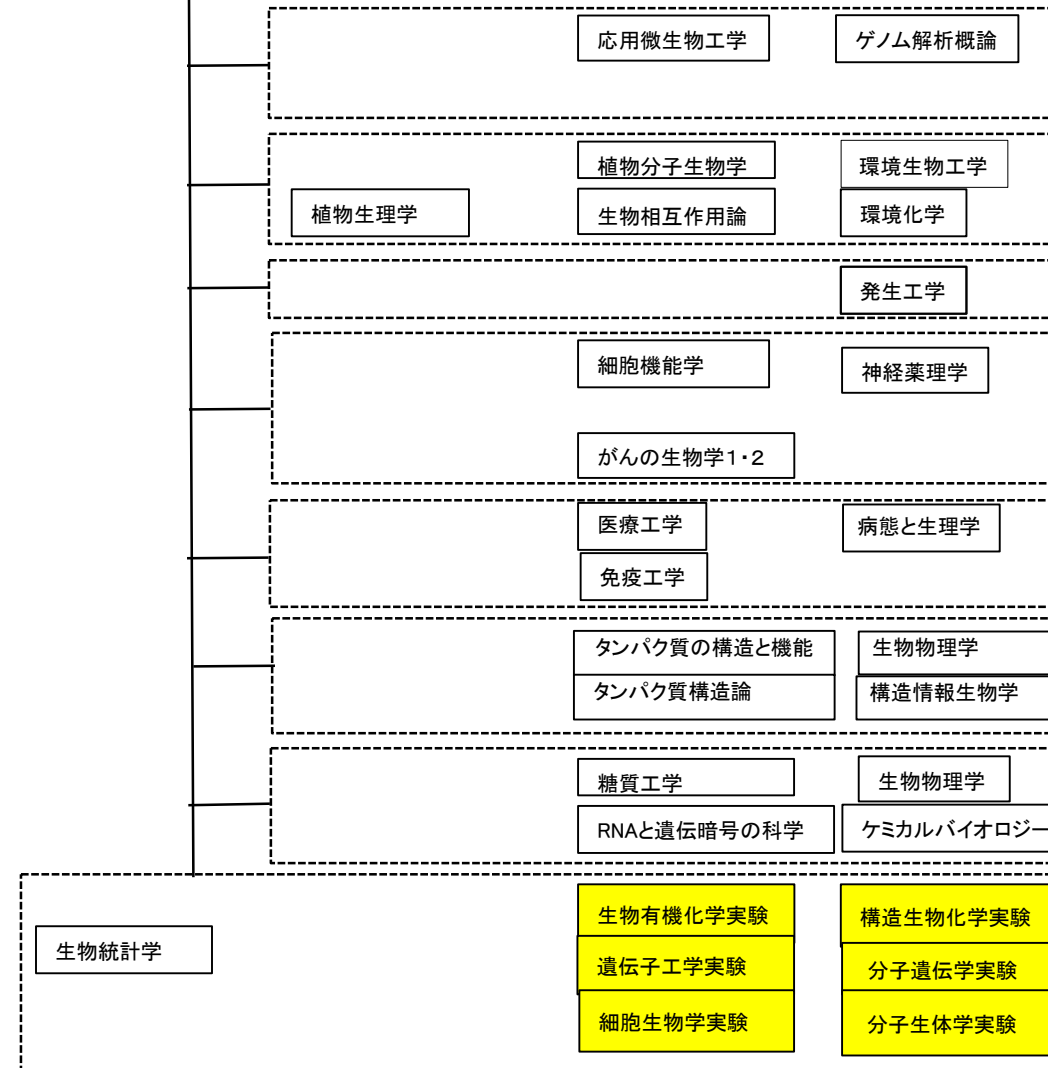 応用微生物工学
ゲノム解析概論
植物分子生物学
環境生物工学
植物生理学
生物相互作用論
環境化学
発生工学
細胞機能学
神経薬理学
がんの生物学1・2
医療工学
病態と生理学
免疫工学
タンパク質の構造と機能
生物物理学
タンパク質構造論
構造情報生物学
糖質工学
生物物理学
RNAと遺伝暗号の科学
ケミカルバイオロジー
生物有機化学実験
構造生物化学実験
生物統計学
遺伝子工学実験
分子遺伝学実験
細胞生物学実験
分子生体学実験